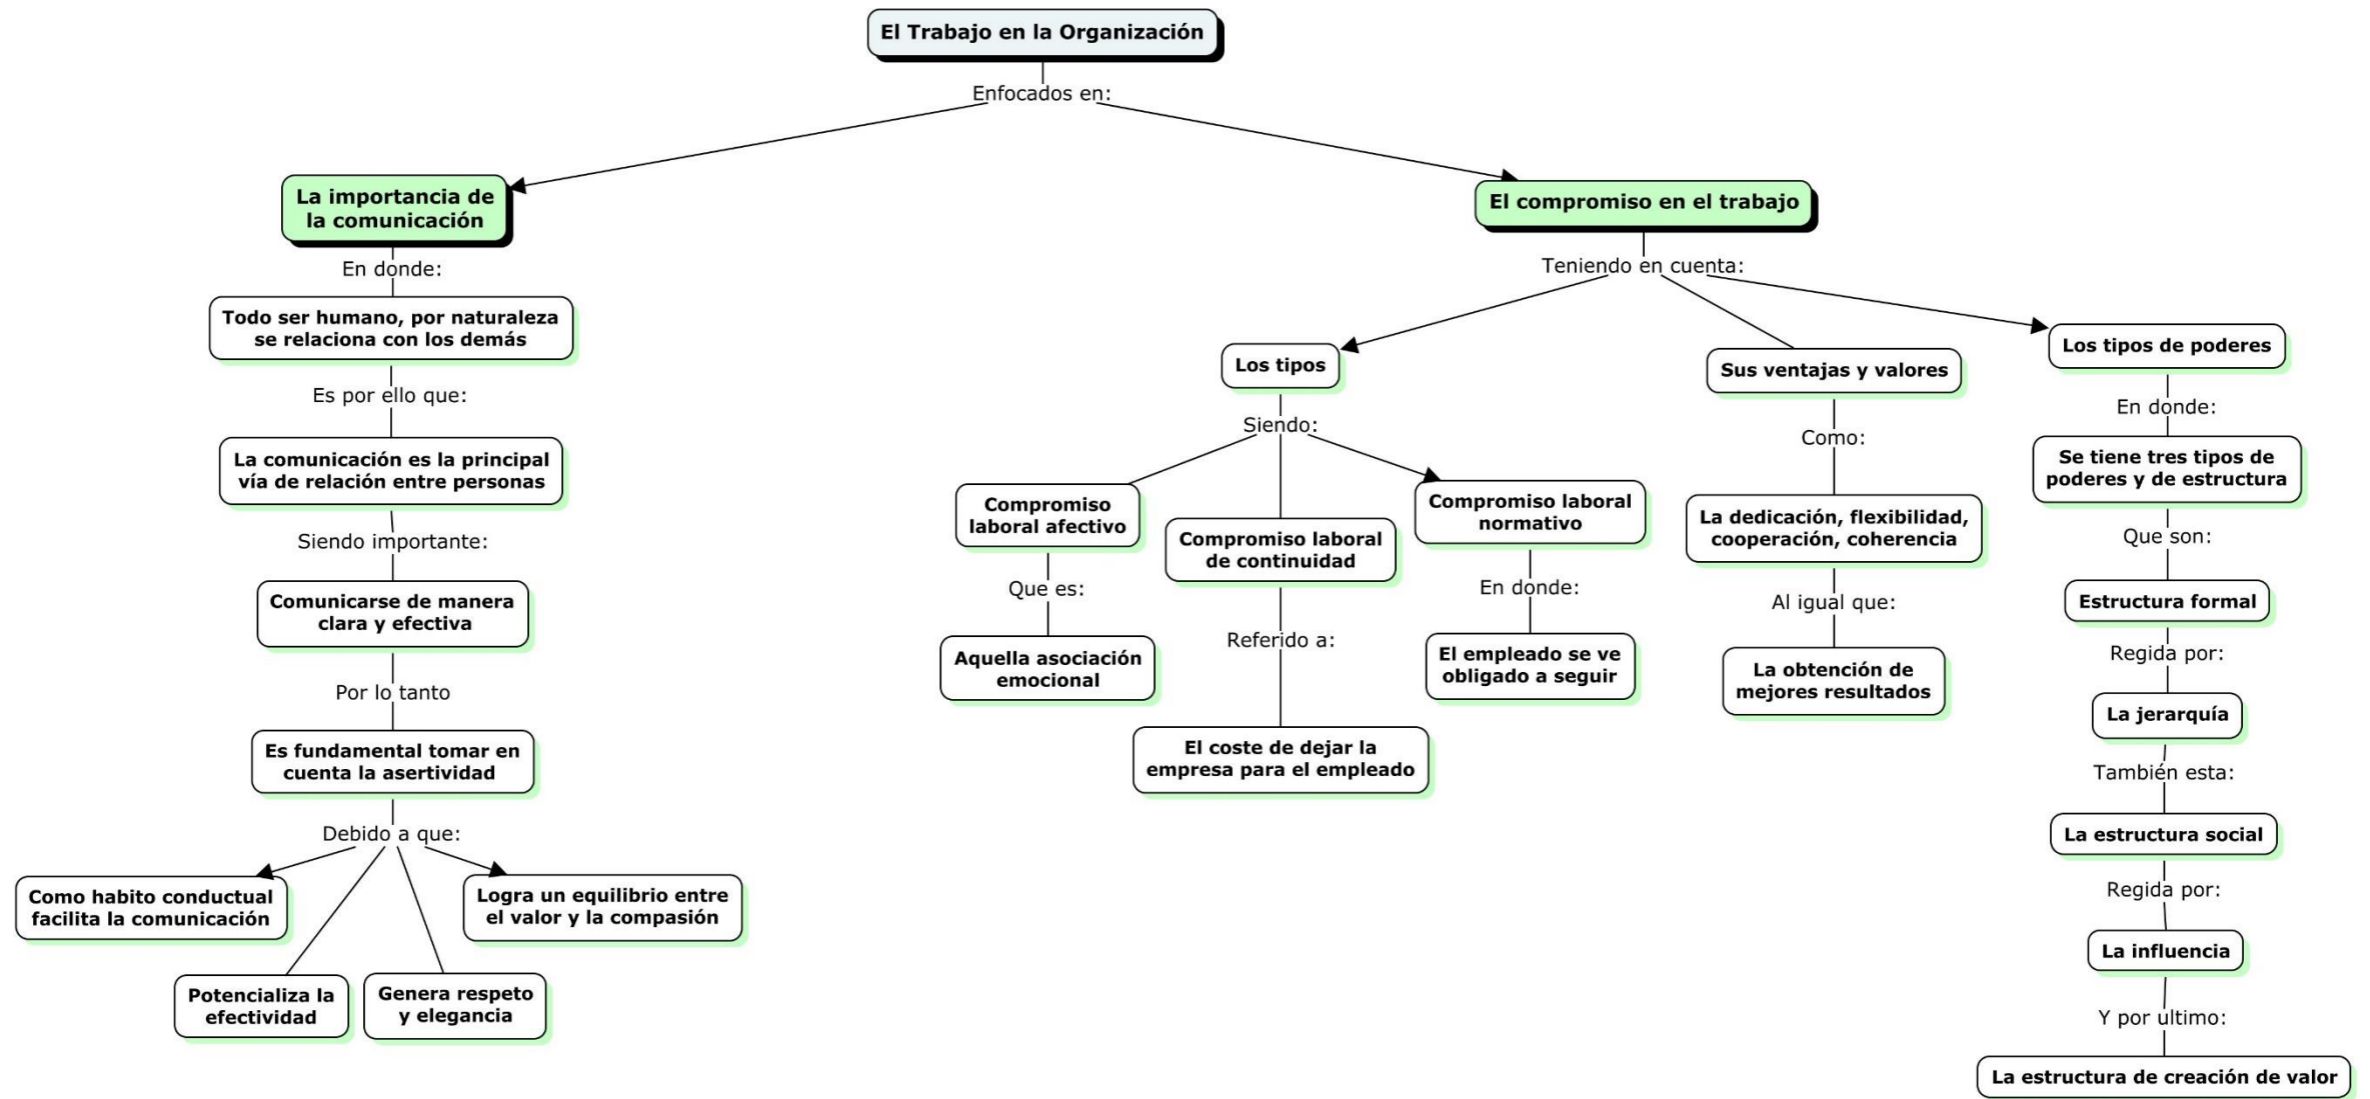 El Trabajo en la Organización
Enfocados en:
La importancia de
la comunicación
En donde:
Todo ser humano, por naturaleza
se relaciona con los demás
Es por ello que:
La comunicación es la principal
vía de relación entre personas
Siendo importante:
Comunicarse de manera
clara y efectiva
Por lo tanto
Es fundamental tomar en
cuenta la asertividad
Debido a que:
Como habito conductual
facilita la comunicación
Potencializa la
efectividad
Genera respeto
y elegancia
Logra un equilibrio entre
el valor y la compasión
El compromiso en el trabajo
Teniendo en cuenta:
Los tipos
Siendo:
Compromiso
laboral afectivo
Que es:
Aquella asociación
emocional
Compromiso laboral
de continuidad
Referido a:
El coste de dejar la
empresa para el empleado
Compromiso laboral
normativo
En donde:
El empleado se ve
obligado a seguir
Sus ventajas y valores
Como:
La dedicación, flexibilidad,
cooperación, coherencia
Al igual que:
La obtención de
mejores resultados
Los tipos de poderes
En donde:
Se tiene tres tipos de
poderes y de estructura
Que son:
Estructura formal
Regida por:
La jerarquía
También esta:
La estructura social
Regida por:
La influencia
Y por ultimo:
La estructura de creación de valor